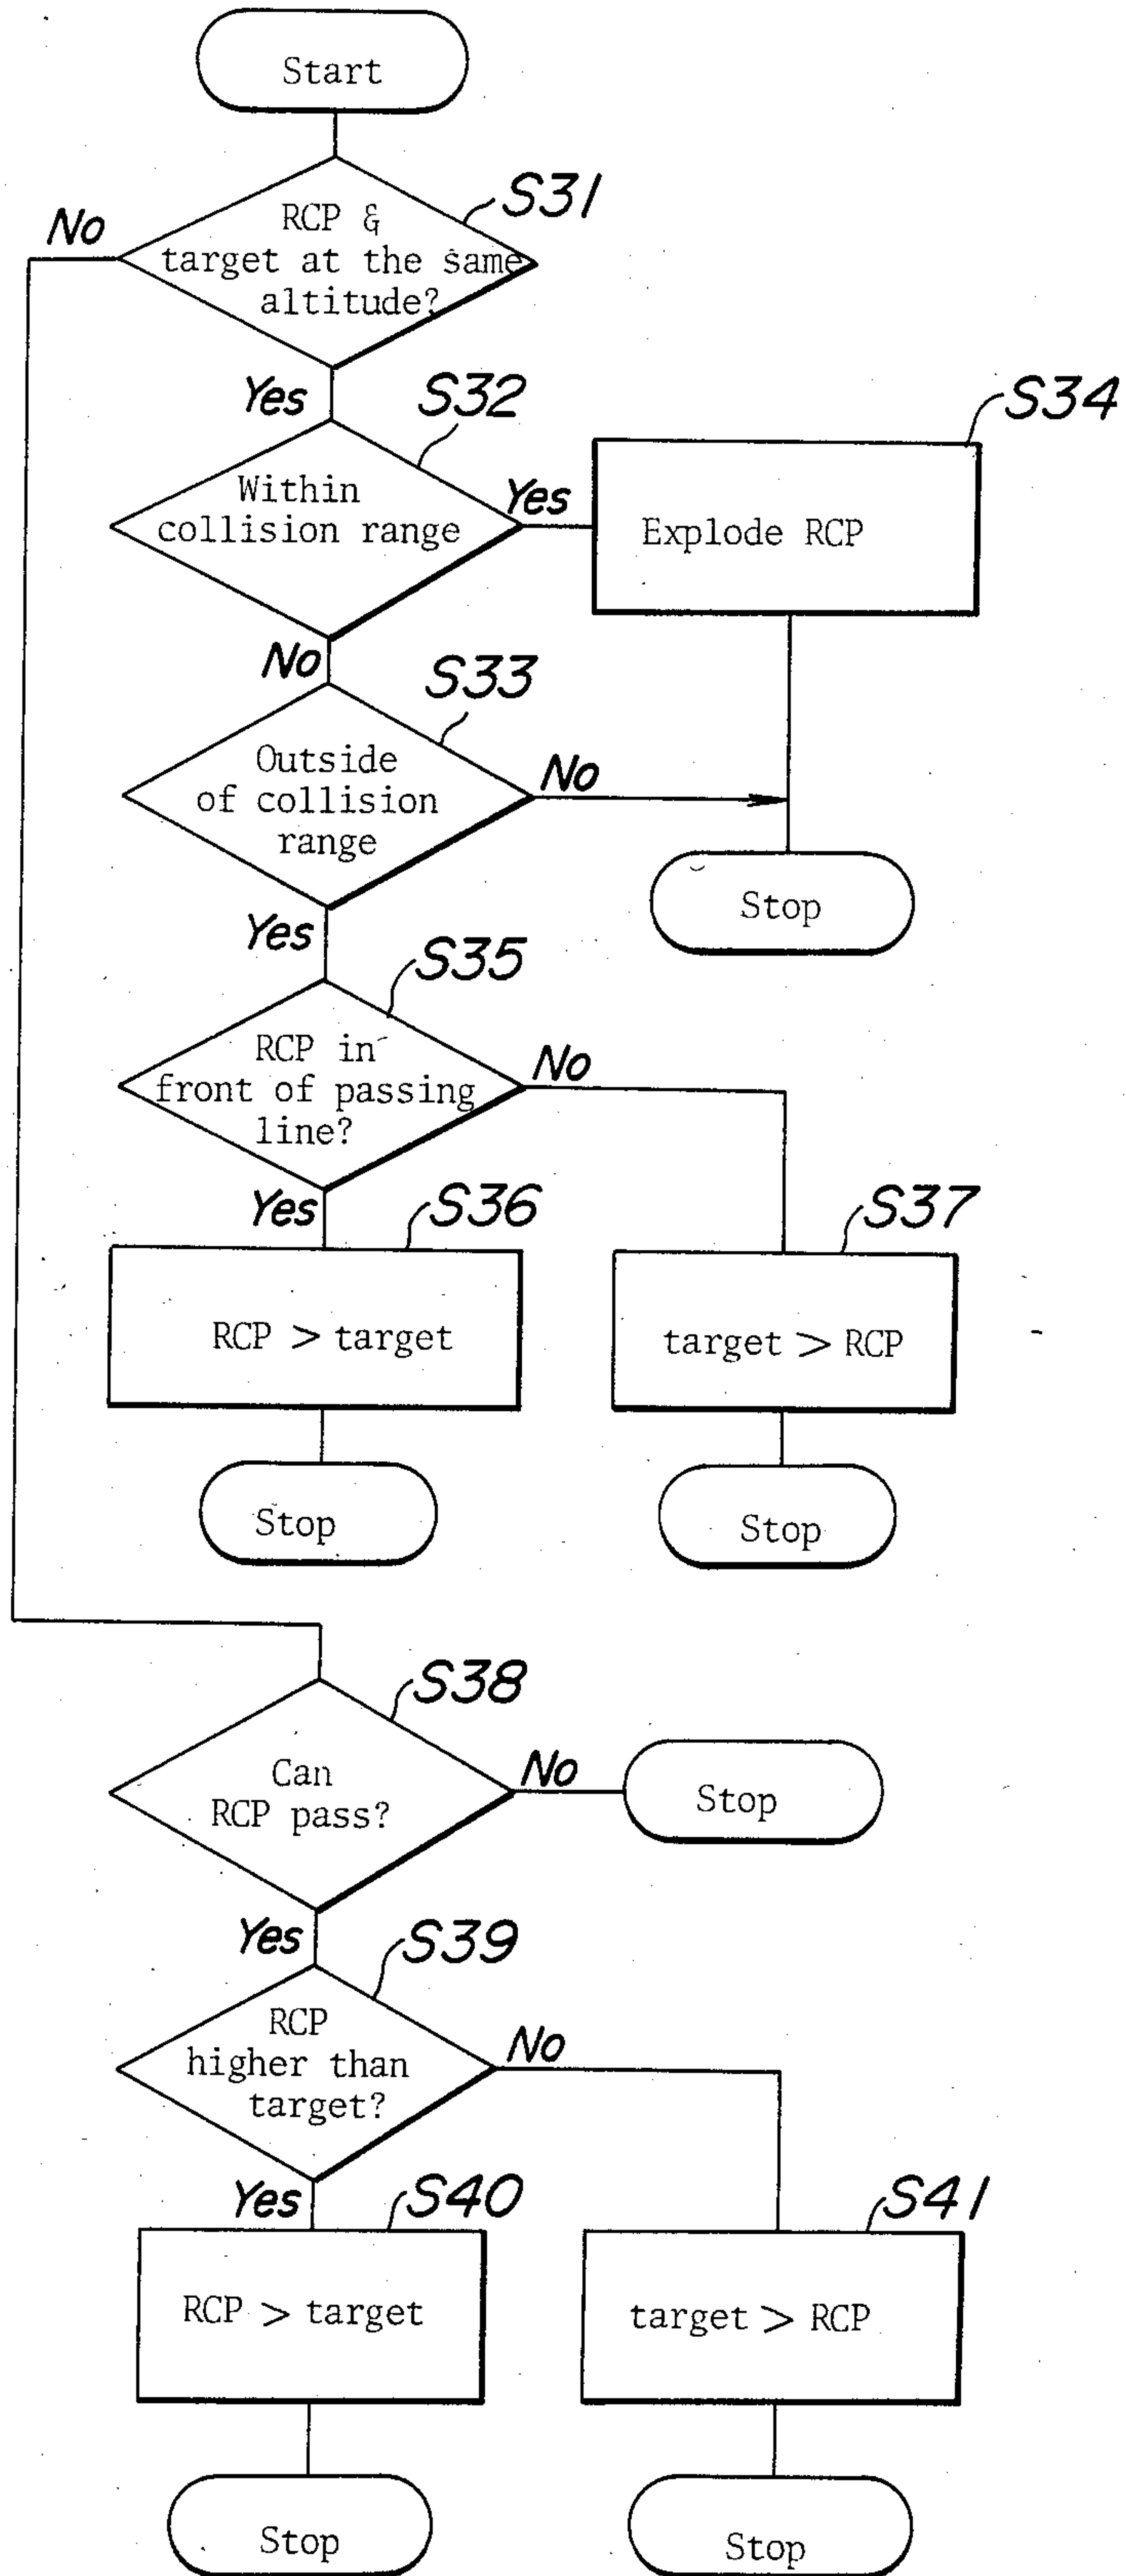 Start
S31
No
RCP &
target at the same
altitude?
Yes
S32
S34
Within
collision range
Yes
Explode RCP
No
S33
Outside
of collision
range
No
Stop
Yes
S35
RCP in
front of passing
line?
No
Yes
S36
S37
RCP > target
target > RCP
Stop
Stop
S38
Can
RCP pass?
No
Stop
Yes
S39
RCP
higher than
target?
No
Yes
S40
S41
RCP > target
target > RCP
Stop
Stop